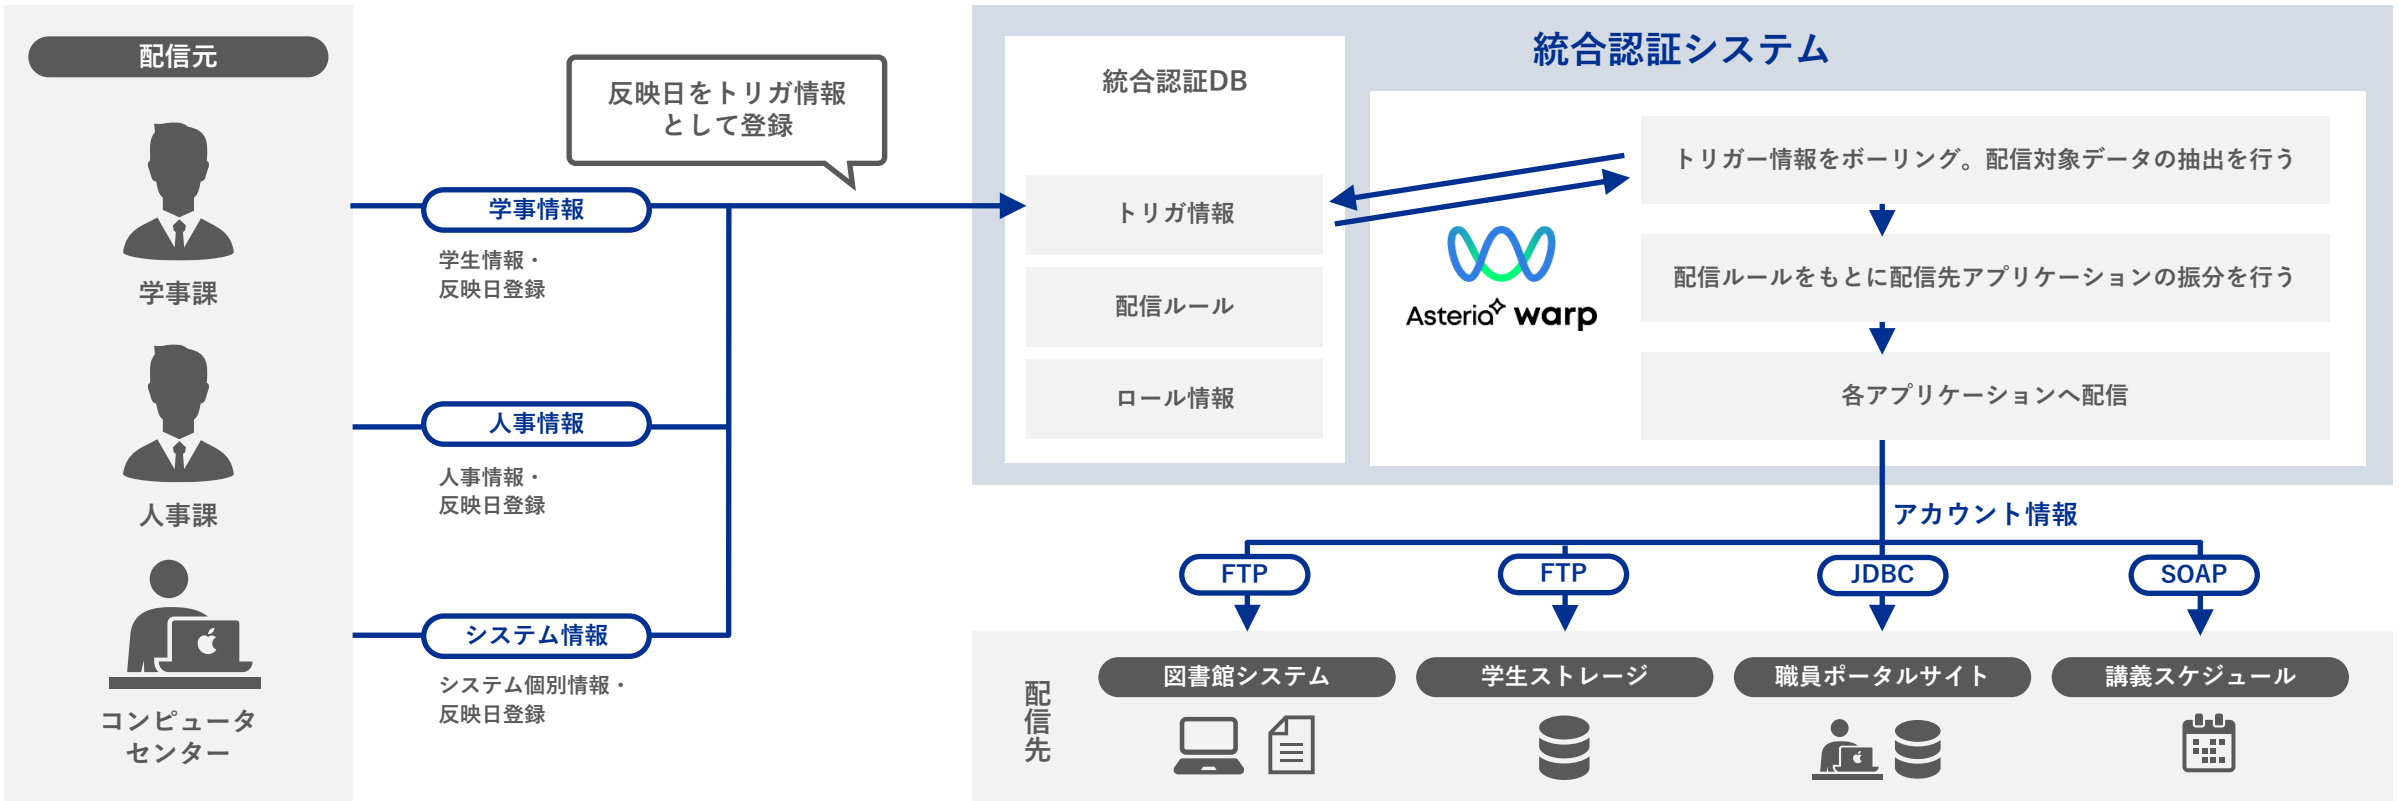 配信元
学事課
人事課
コンピュータ
センター
反映日をトリガ情報
として登録
学事情報
学生情報・
反映日登録
人事情報
人事情報・
反映日登録
システム情報
システム個別情報・
反映日登録
統合認証システム
統合認証DB
トリガ情報
配信ルール
ロール情報
Asteria warp
トリガー情報をポーリング。配信対象データの抽出を行う
配信ルールをもとに配信先アプリケーションの振分を行う
各アプリケーションへ配信
アカウント情報
FTP
FTP
JDBC
SOAP
配信先
図書館システム
学生ストレージ
職員ポータルサイト
講義スケジュール